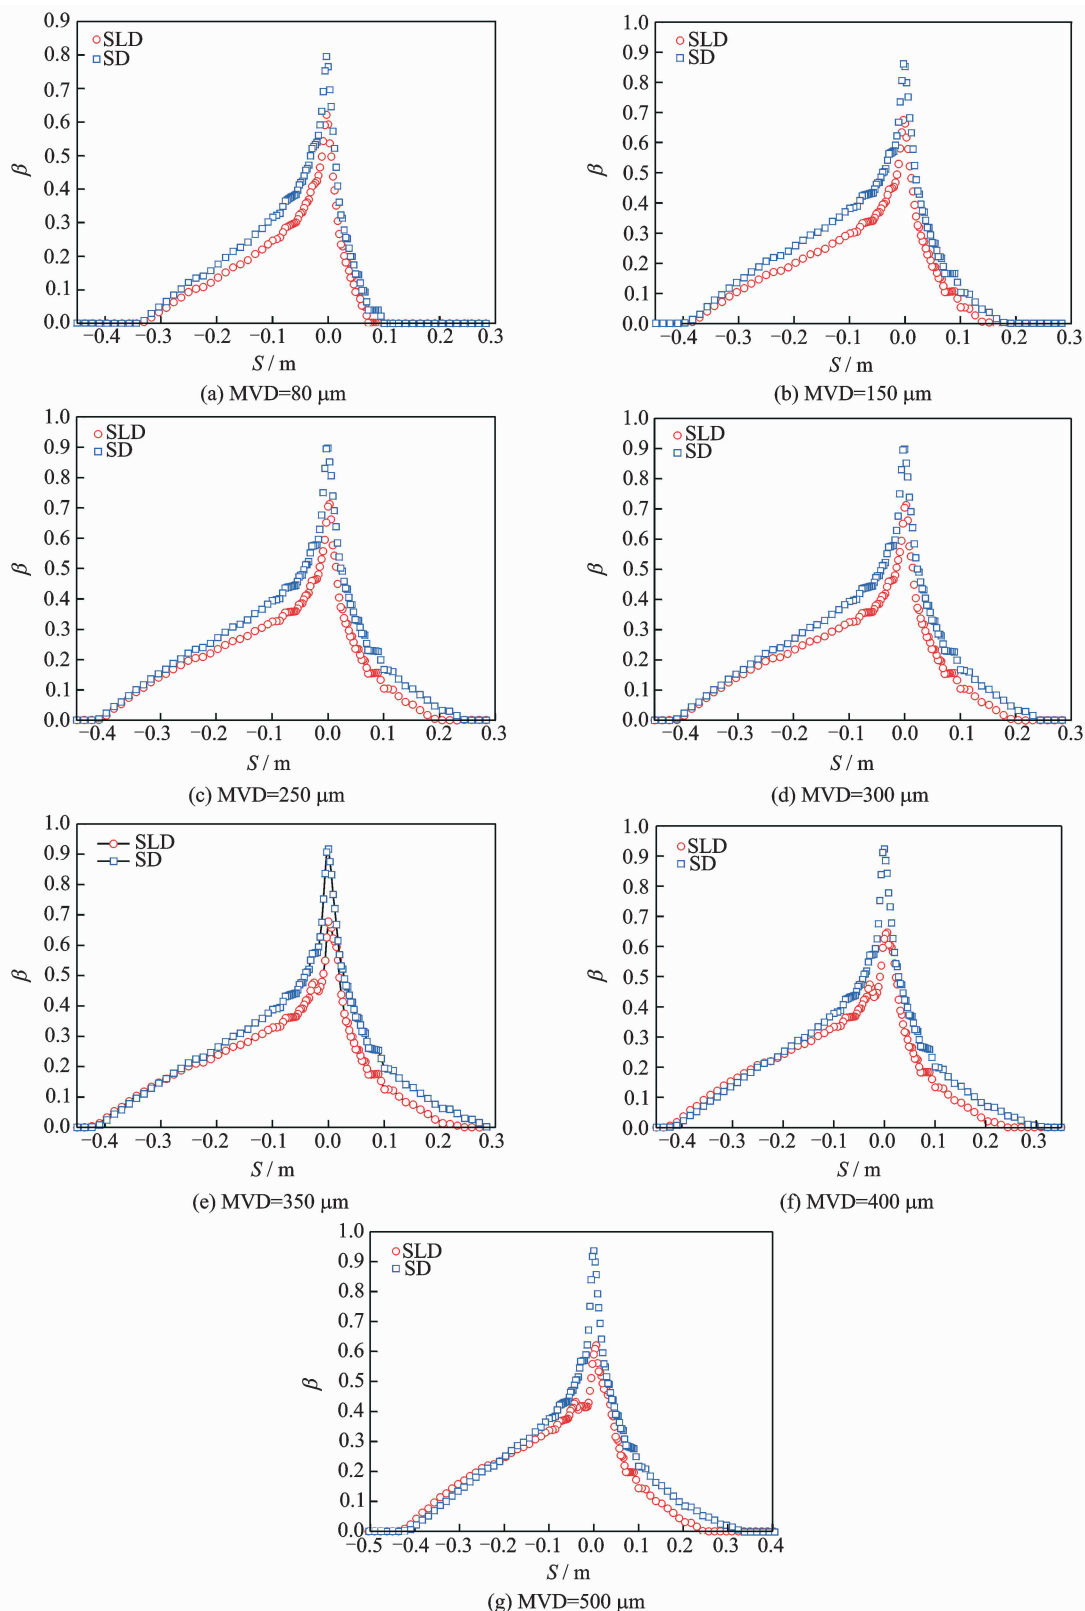 0.9
0.8
0.7
0.6
0.5
0.4
0.3
0.2
0.1
0.0
β
SLD
SD
−0.4 −0.3 −0.2 −0.1 0.0 0.1 0.2 0.3
S / m
(a) MVD=80 μm
1.0
0.9
0.8
0.7
0.6
0.5
0.4
0.3
0.2
0.1
0.0
β
SLD
SD
−0.4 −0.3 −0.2 −0.1 0.0 0.1 0.2 0.3
S / m
(b) MVD=150 μm
1.0
0.9
0.8
0.7
0.6
0.5
0.4
0.3
0.2
0.1
0.0
β
SLD
SD
−0.4 −0.3 −0.2 −0.1 0.0 0.1 0.2 0.3
S / m
(c) MVD=250 μm
1.0
0.9
0.8
0.7
0.6
0.5
0.4
0.3
0.2
0.1
0.0
β
SLD
SD
−0.4 −0.3 −0.2 −0.1 0.0 0.1 0.2 0.3
S / m
(d) MVD=300 μm
1.0
0.9
0.8
0.7
0.6
0.5
0.4
0.3
0.2
0.1
0.0
β
SLD
SD
−0.4 −0.3 −0.2 −0.1 0.0 0.1 0.2 0.3
S / m
(e) MVD=350 μm
1.0
0.9
0.8
0.7
0.6
0.5
0.4
0.3
0.2
0.1
0.0
β
SLD
SD
−0.4 −0.3 −0.2 −0.1 0.0 0.1 0.2 0.3
S / m
(f) MVD=400 μm
1.0
0.9
0.8
0.7
0.6
0.5
0.4
0.3
0.2
0.1
0.0
β
SLD
SD
−0.5 −0.4 −0.3 −0.2 −0.1 0.0 0.1 0.2 0.3 0.4
S / m
(g) MVD=500 μm